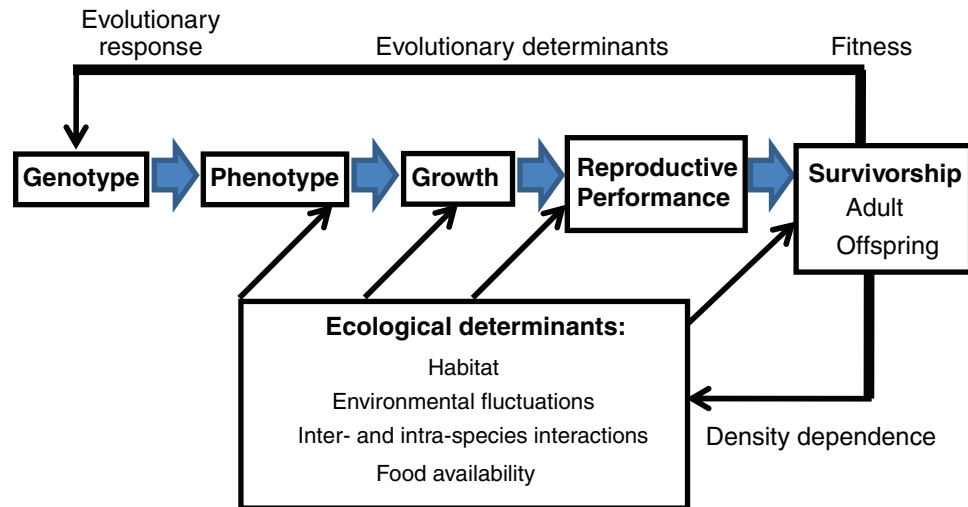 Evolutionary
response
Evolutionary determinants
Fitness
Genotype
Phenotype
Growth
Reproductive
Performance
Survivorship
Adult
Offspring
Ecological determinants:
Habitat
Environmental fluctuations
Inter- and intra-species interactions
Food availability
Density dependence